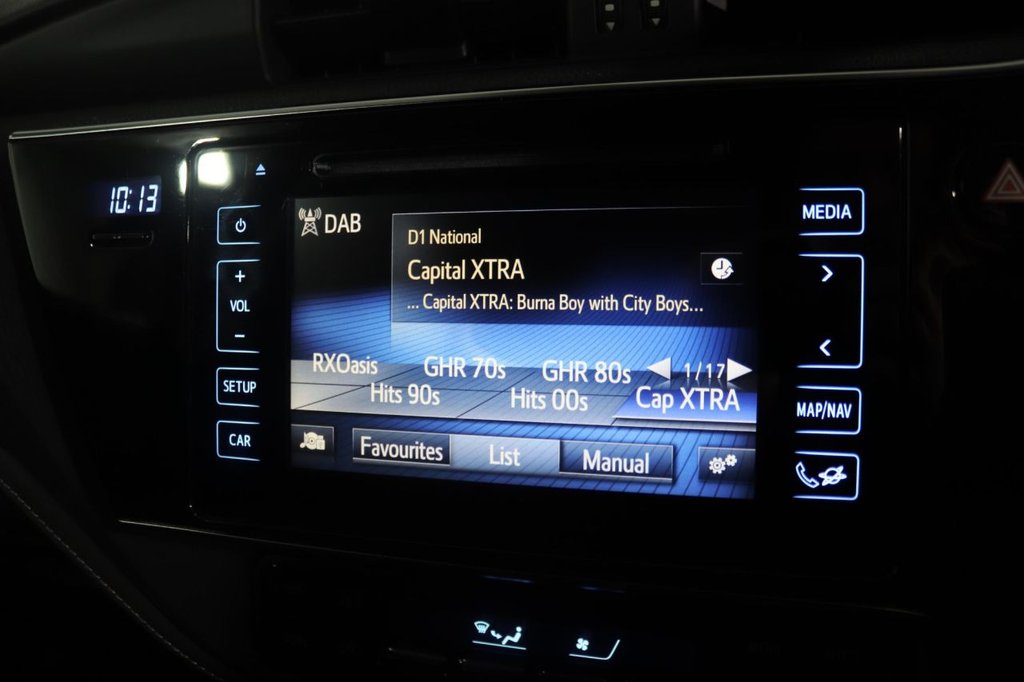 10:13
VOL
SETUP
CAR
DAB
D1 National
Capital XTRA
... Capital XTRA: Burna Boy with City Boys...
RXOasis GHR 70s GHR 80s 1/17
Hits 90s Hits 00s Cap XTRA
Favourites List Manual
MEDIA
MAP/NAV